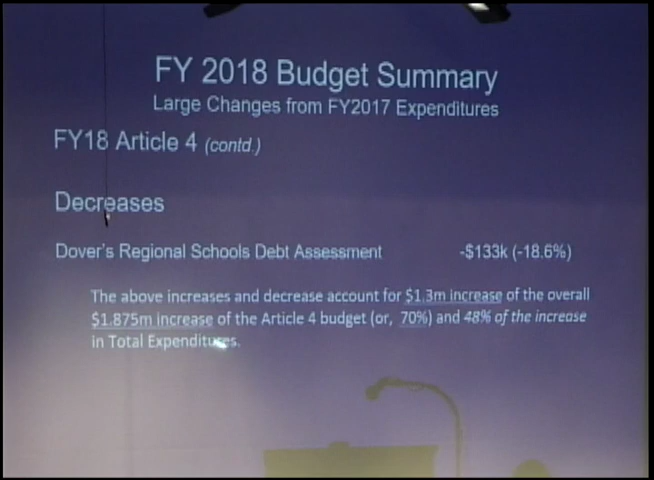 FY 2018 Budget Summary
Large Changes from FY2017 Expenditures
FY18 Article 4 (contd.)
Decreases
Dover's Regional Schools Debt Assessment -$133k (-18.6%)
The above increases and decrease account for $1.3m increase of the overall
$1.875m increase of the Article 4 budget (or, 70%) and 48% of the increase
in Total Expenditures.